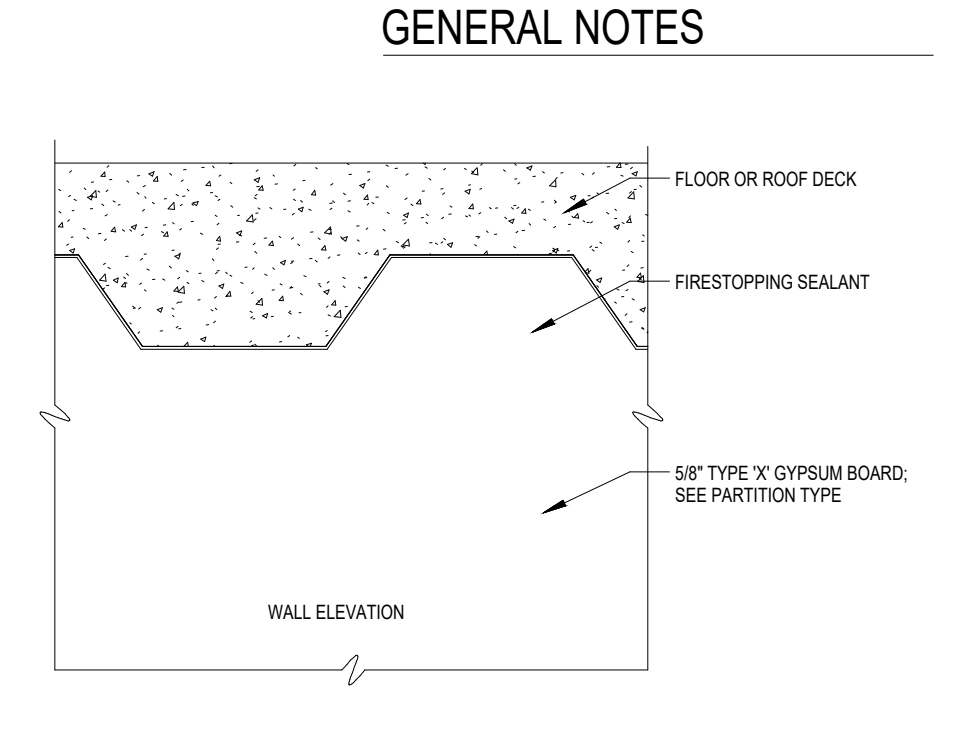 GENERAL NOTES
FLOOR OR ROOF DECK
FIRESTOPPING SEALANT
5/8" TYPE 'X' GYPSUM BOARD;
SEE PARTITION TYPE
WALL ELEVATION